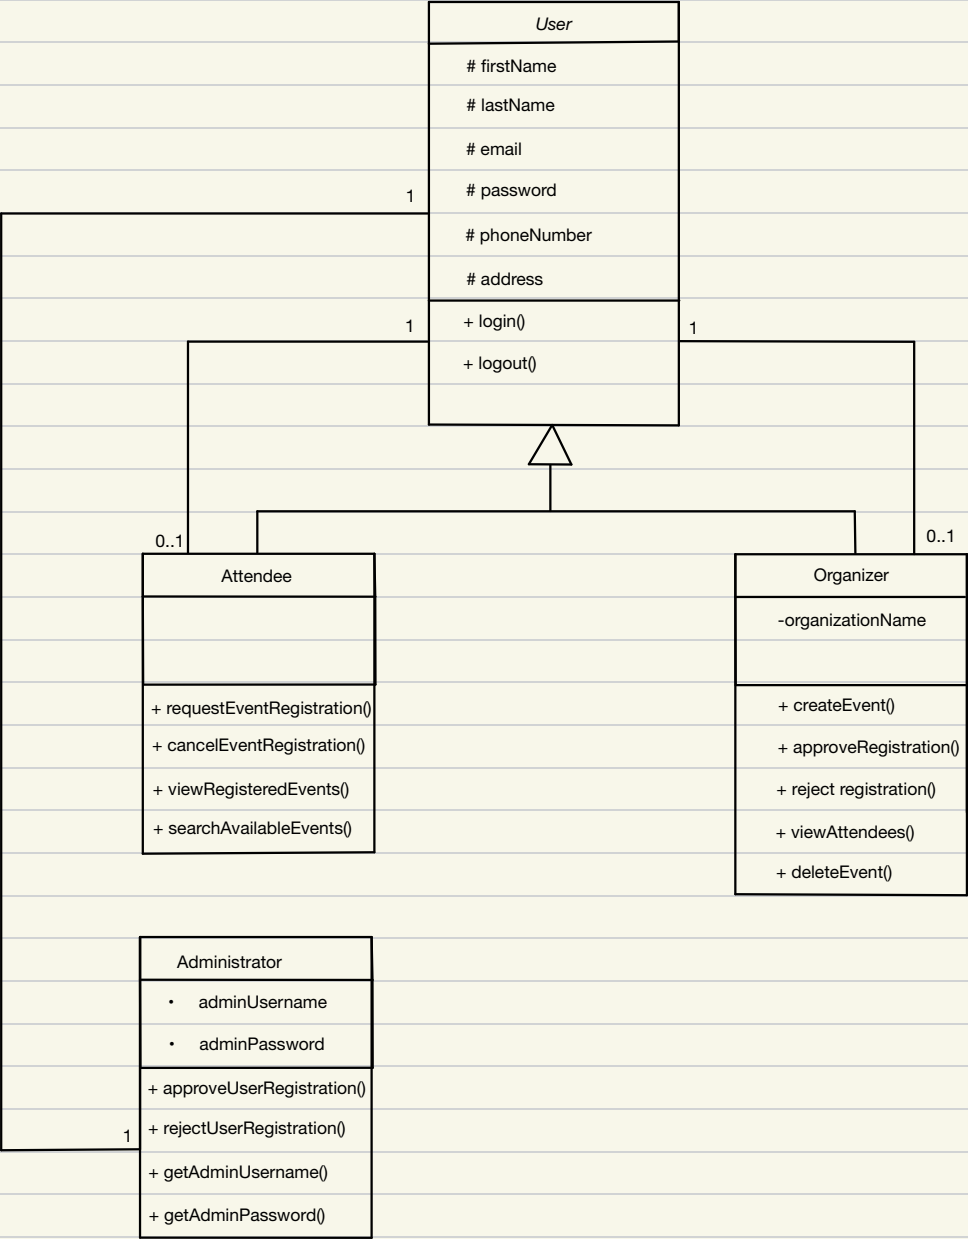 User
# firstName
# lastName
# email
# password
1
# phoneNumber
# address
+ login()
1
1
+ logout()
0..1
0..1
Attendee
Organizer
-organizationName
+ requestEventRegistration()
+ cancelEventRegistration()
+ viewRegisteredEvents()
+ searchAvailableEvents()
+ createEvent()
+ approveRegistration()
+ reject registration()
+ viewAttendees()
+ deleteEvent()
Administrator
• adminUsername
• adminPassword
+ approveUserRegistration()
+ rejectUserRegistration()
1
+ getAdminUsername()
+ getAdminPassword()